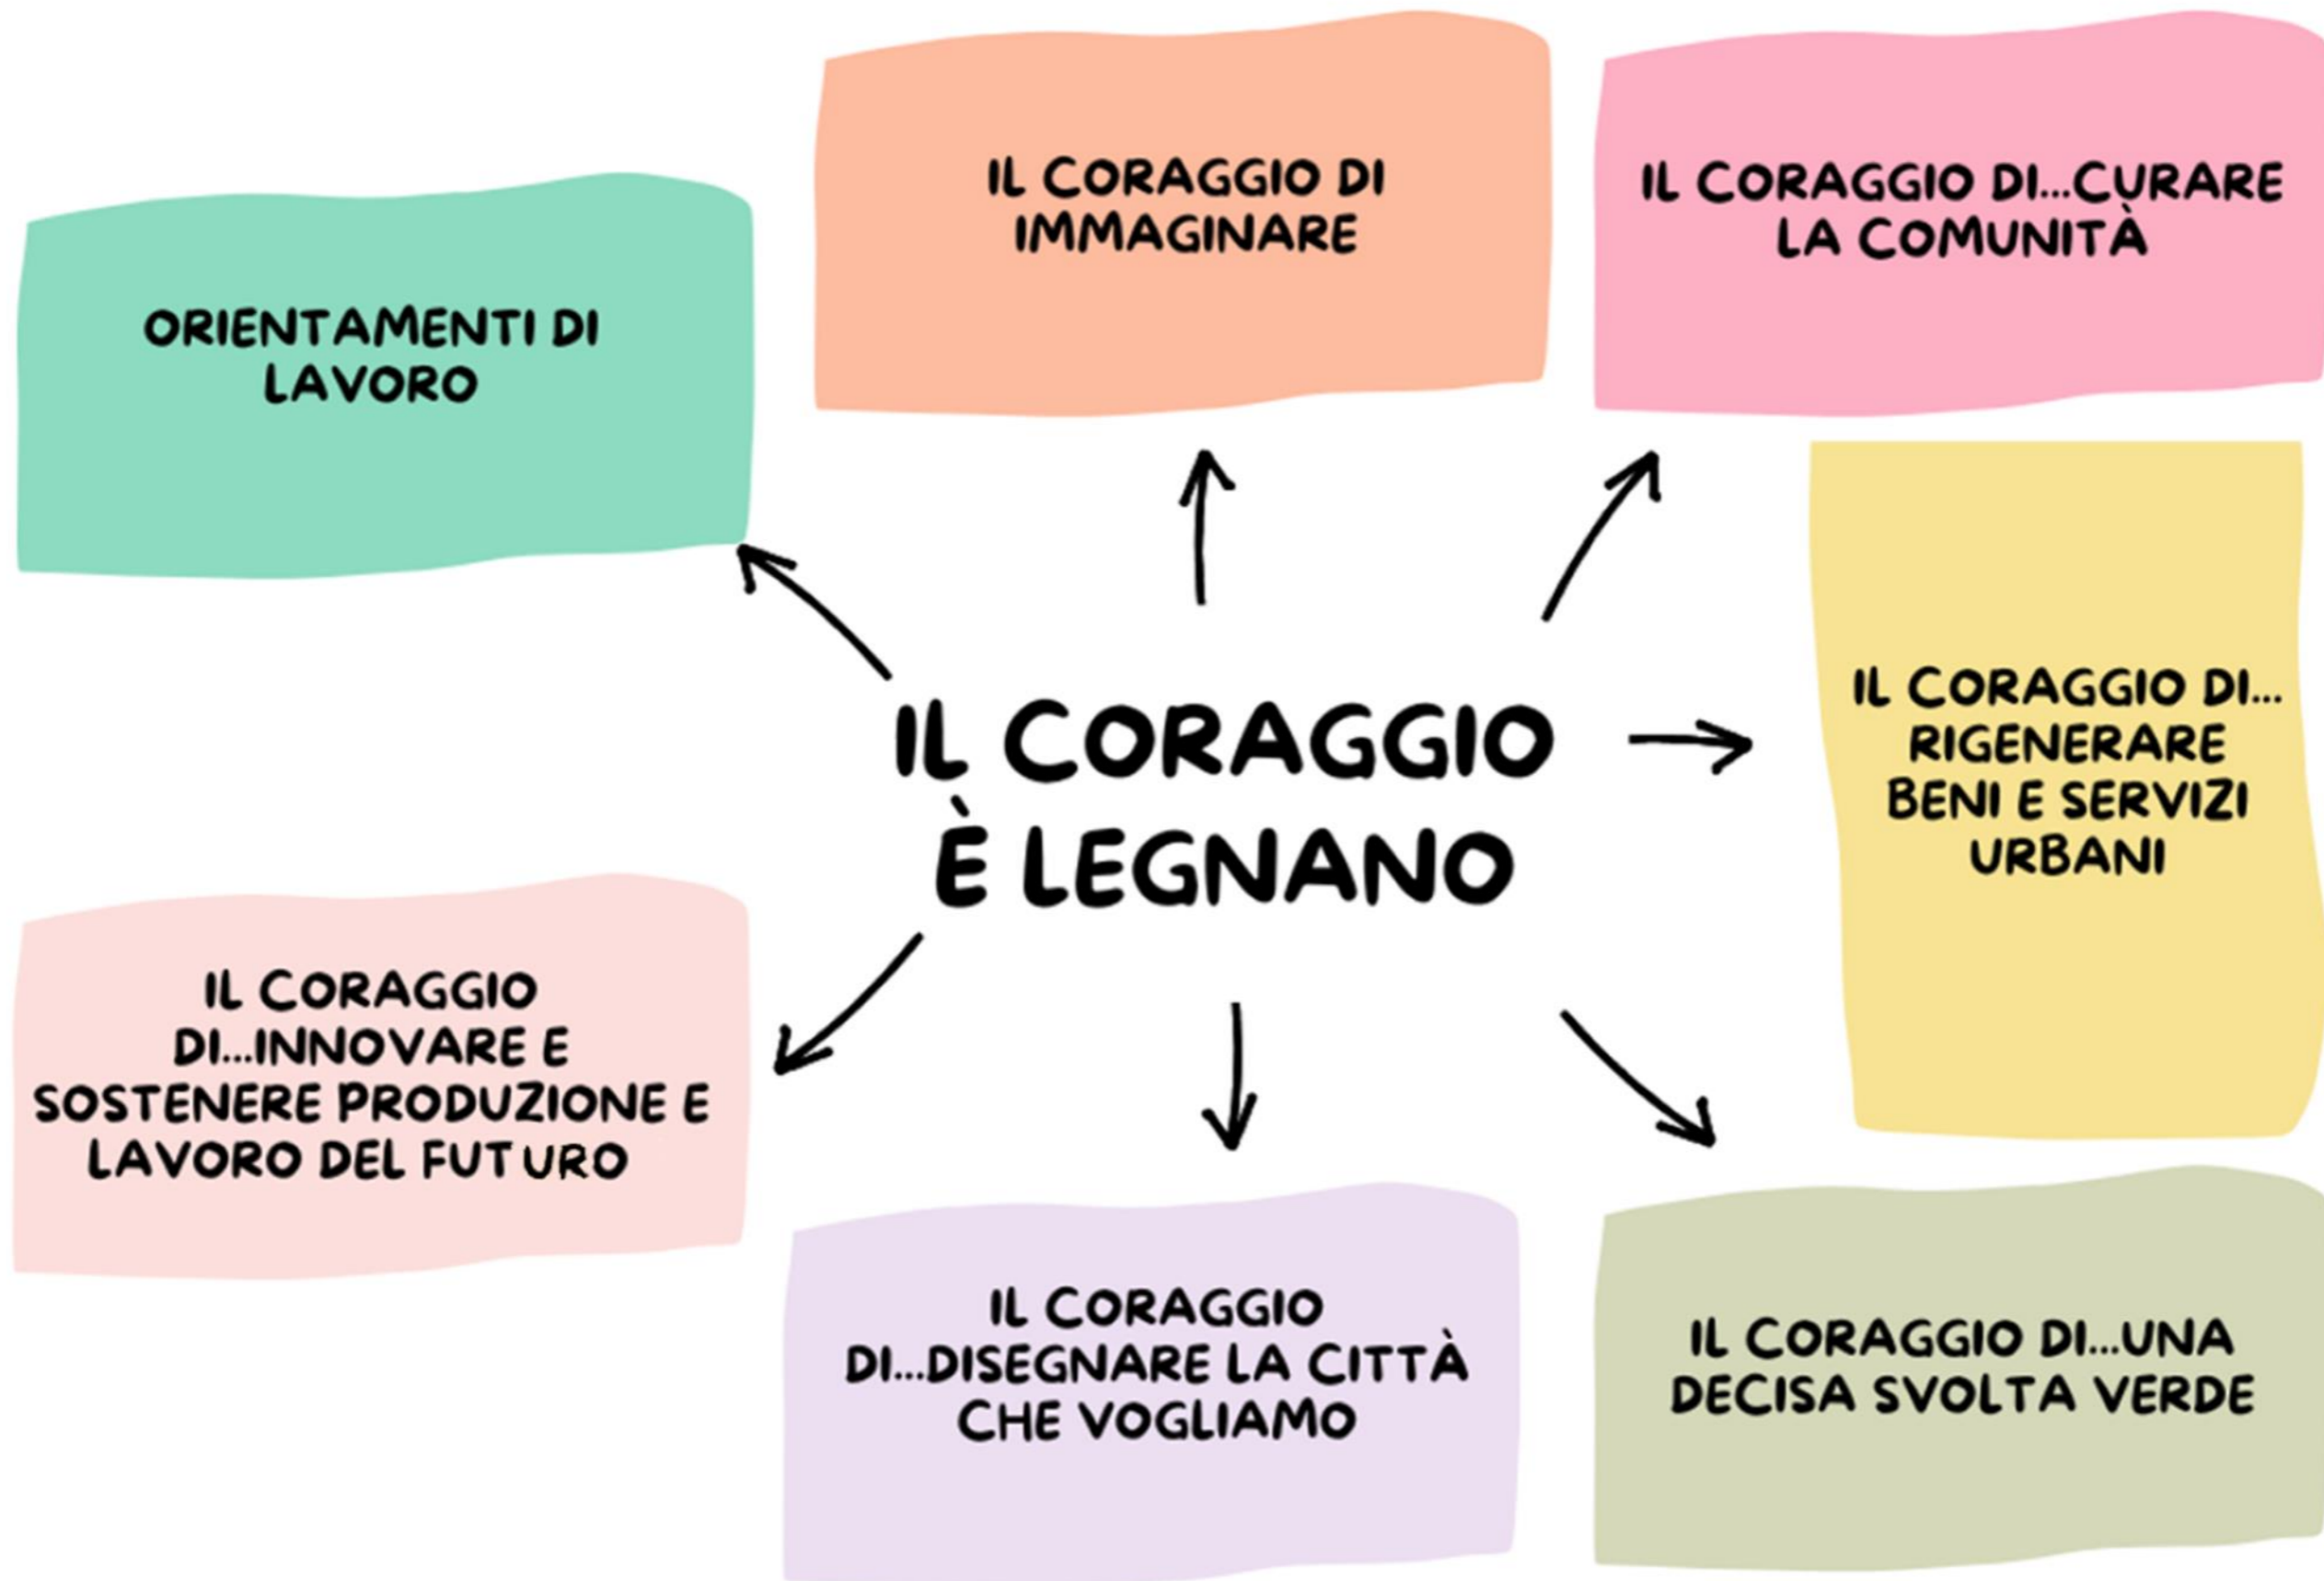 ORIENTAMENTI DI
LAVORO
IL CORAGGIO DI
IMMAGINARE
IL CORAGGIO DI...CURARE
LA COMUNITÀ
IL CORAGGIO
È LEGNANO
IL CORAGGIO DI...
RIGENERARE
BENI E SERVIZI
URBANI
IL CORAGGIO
DI...INNOVARE E
SOSTENERE PRODUZIONE E
LAVORO DEL FUTURO
IL CORAGGIO
DI...DISEGNARE LA CITTÀ
CHE VOGLIAMO
IL CORAGGIO DI...UNA
DECISA SVOLTA VERDE